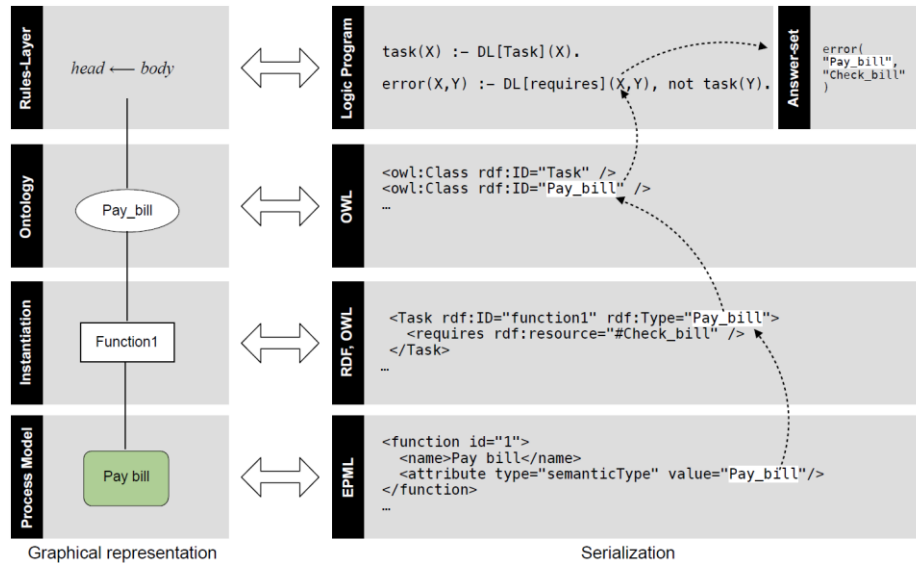 Rules-Layer
head ⟵ body
Logic Program
task(X) :- DL[Task](X).
error(X,Y) :- DL[requires](X,Y), not task(Y).
Answer-set
error(
"Pay_bill",
"Check_bill"
)
Ontology
Pay_bill
OWL
<owl:Class rdf:ID="Task" />
<owl:Class rdf:ID="Pay_bill" />
…
Instantiation
Function1
RDF, OWL
<Task rdf:ID="function1" rdf:Type="Pay_bill">
<requires rdf:resource="#Check_bill" />
</Task>
…
Process Model
Pay bill
EPML
<function id="1">
<name>Pay bill</name>
<attribute type="semanticType" value="Pay_bill"/>
</function>
…
Graphical representation
Serialization